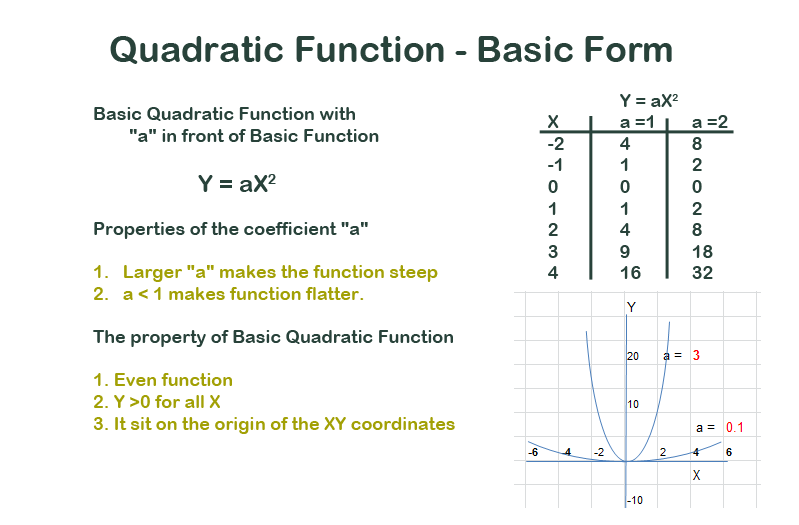 Quadratic Function - Basic Form
Basic Quadratic Function with
"a" in front of Basic Function
Y = aX²
Properties of the coefficient "a"
1. Larger "a" makes the function steep
2. a < 1 makes function flatter.
The property of Basic Quadratic Function
1. Even function
2. Y >0 for all X
3. It sit on the origin of the XY coordinates
Y = aX²
X a =1 a =2
-2 4 8
-1 1 2
0 0 0
1 1 2
2 4 8
3 9 18
4 16 32
Y
20 a = 3
10
a = 0.1
-6 -4 -2 2 4 6
X
-10